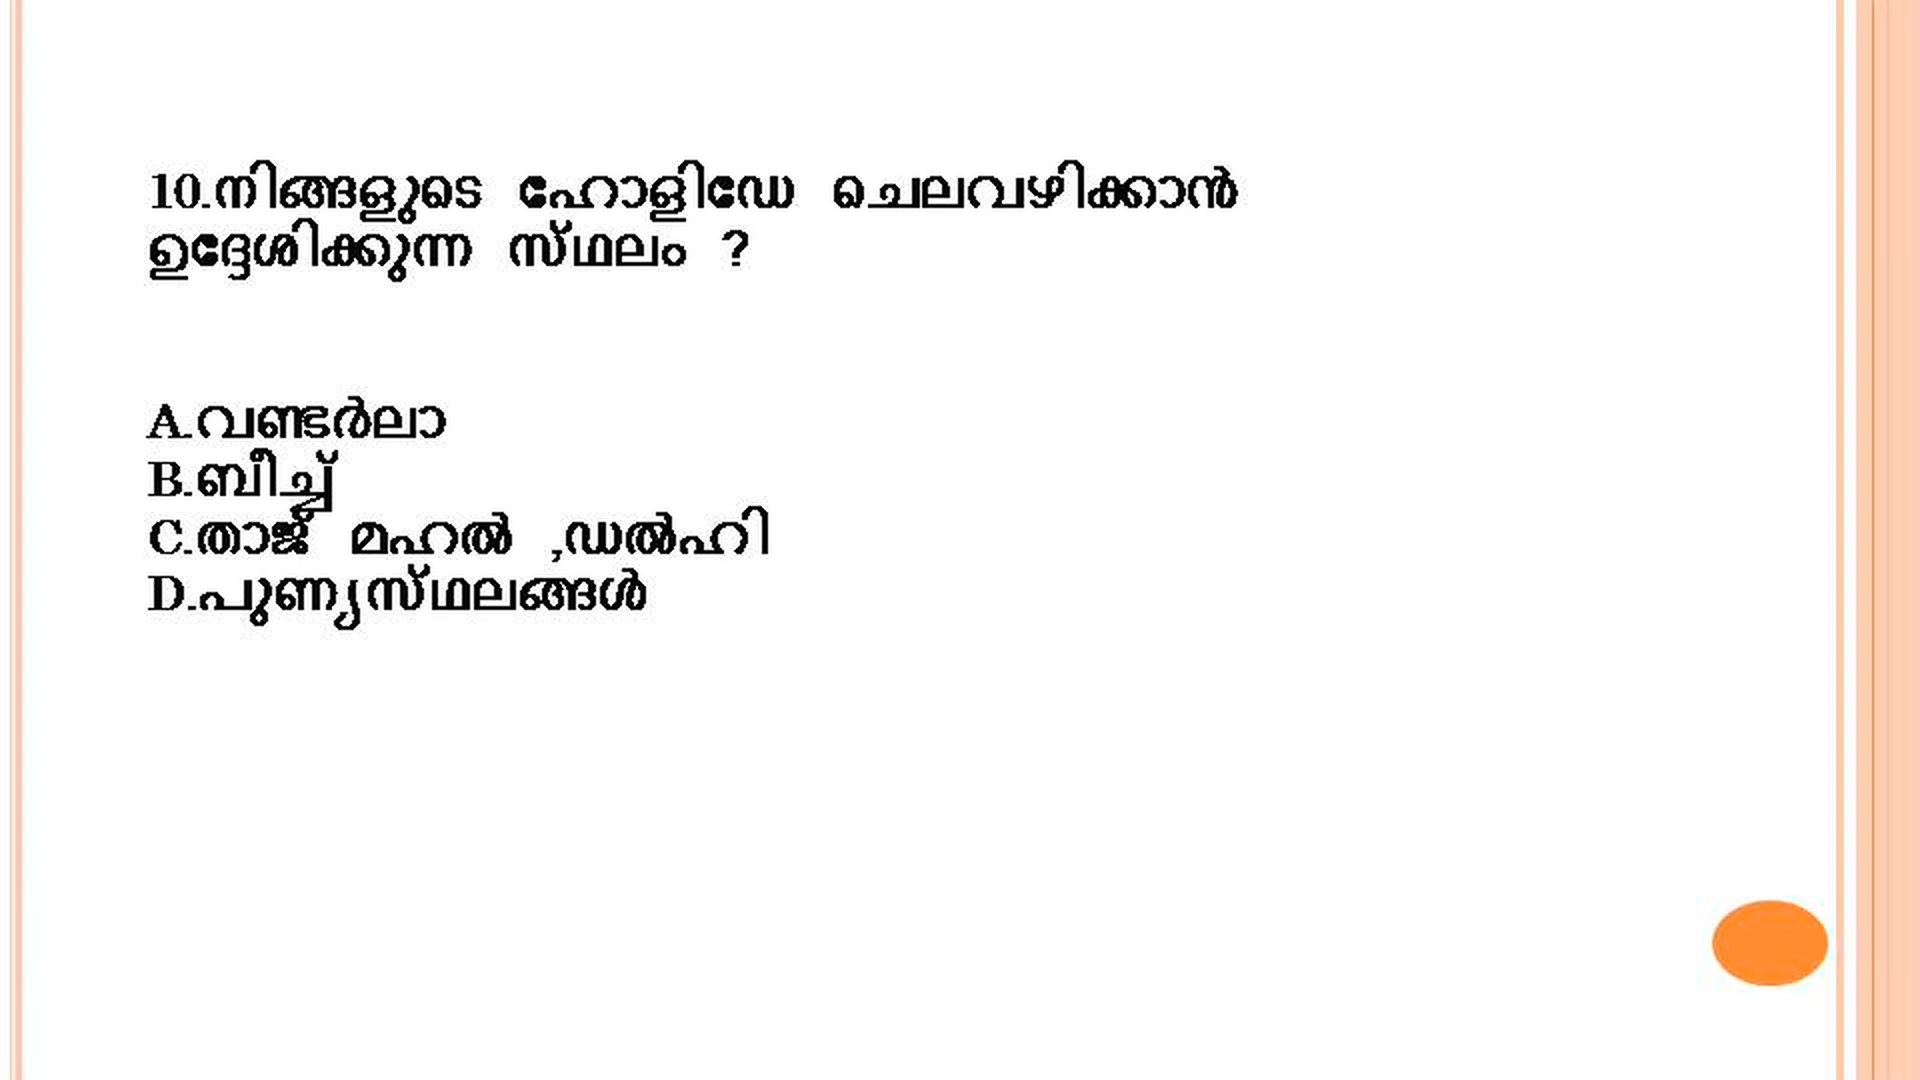 10.നിങ്ങളുടെ ഹോളിഡേ ചെലവഴിക്കാൻ
ഉദ്ദേശിക്കുന്ന സ്ഥലം ?
A.വണ്ടർലാ
B.ബീച്ച്
C.താജ് മഹൽ ,ഡൽഹി
D.പുണ്യസ്ഥലങ്ങൾ